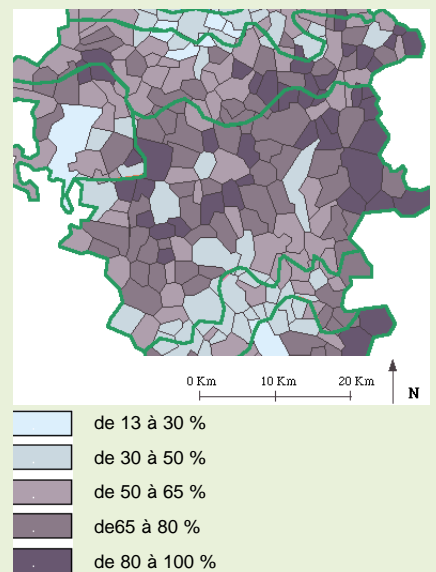 0 Km 10 Km 20 Km
N
de 13 à 30 %
de 30 à 50 %
de 50 à 65 %
de65 à 80 %
de 80 à 100 %